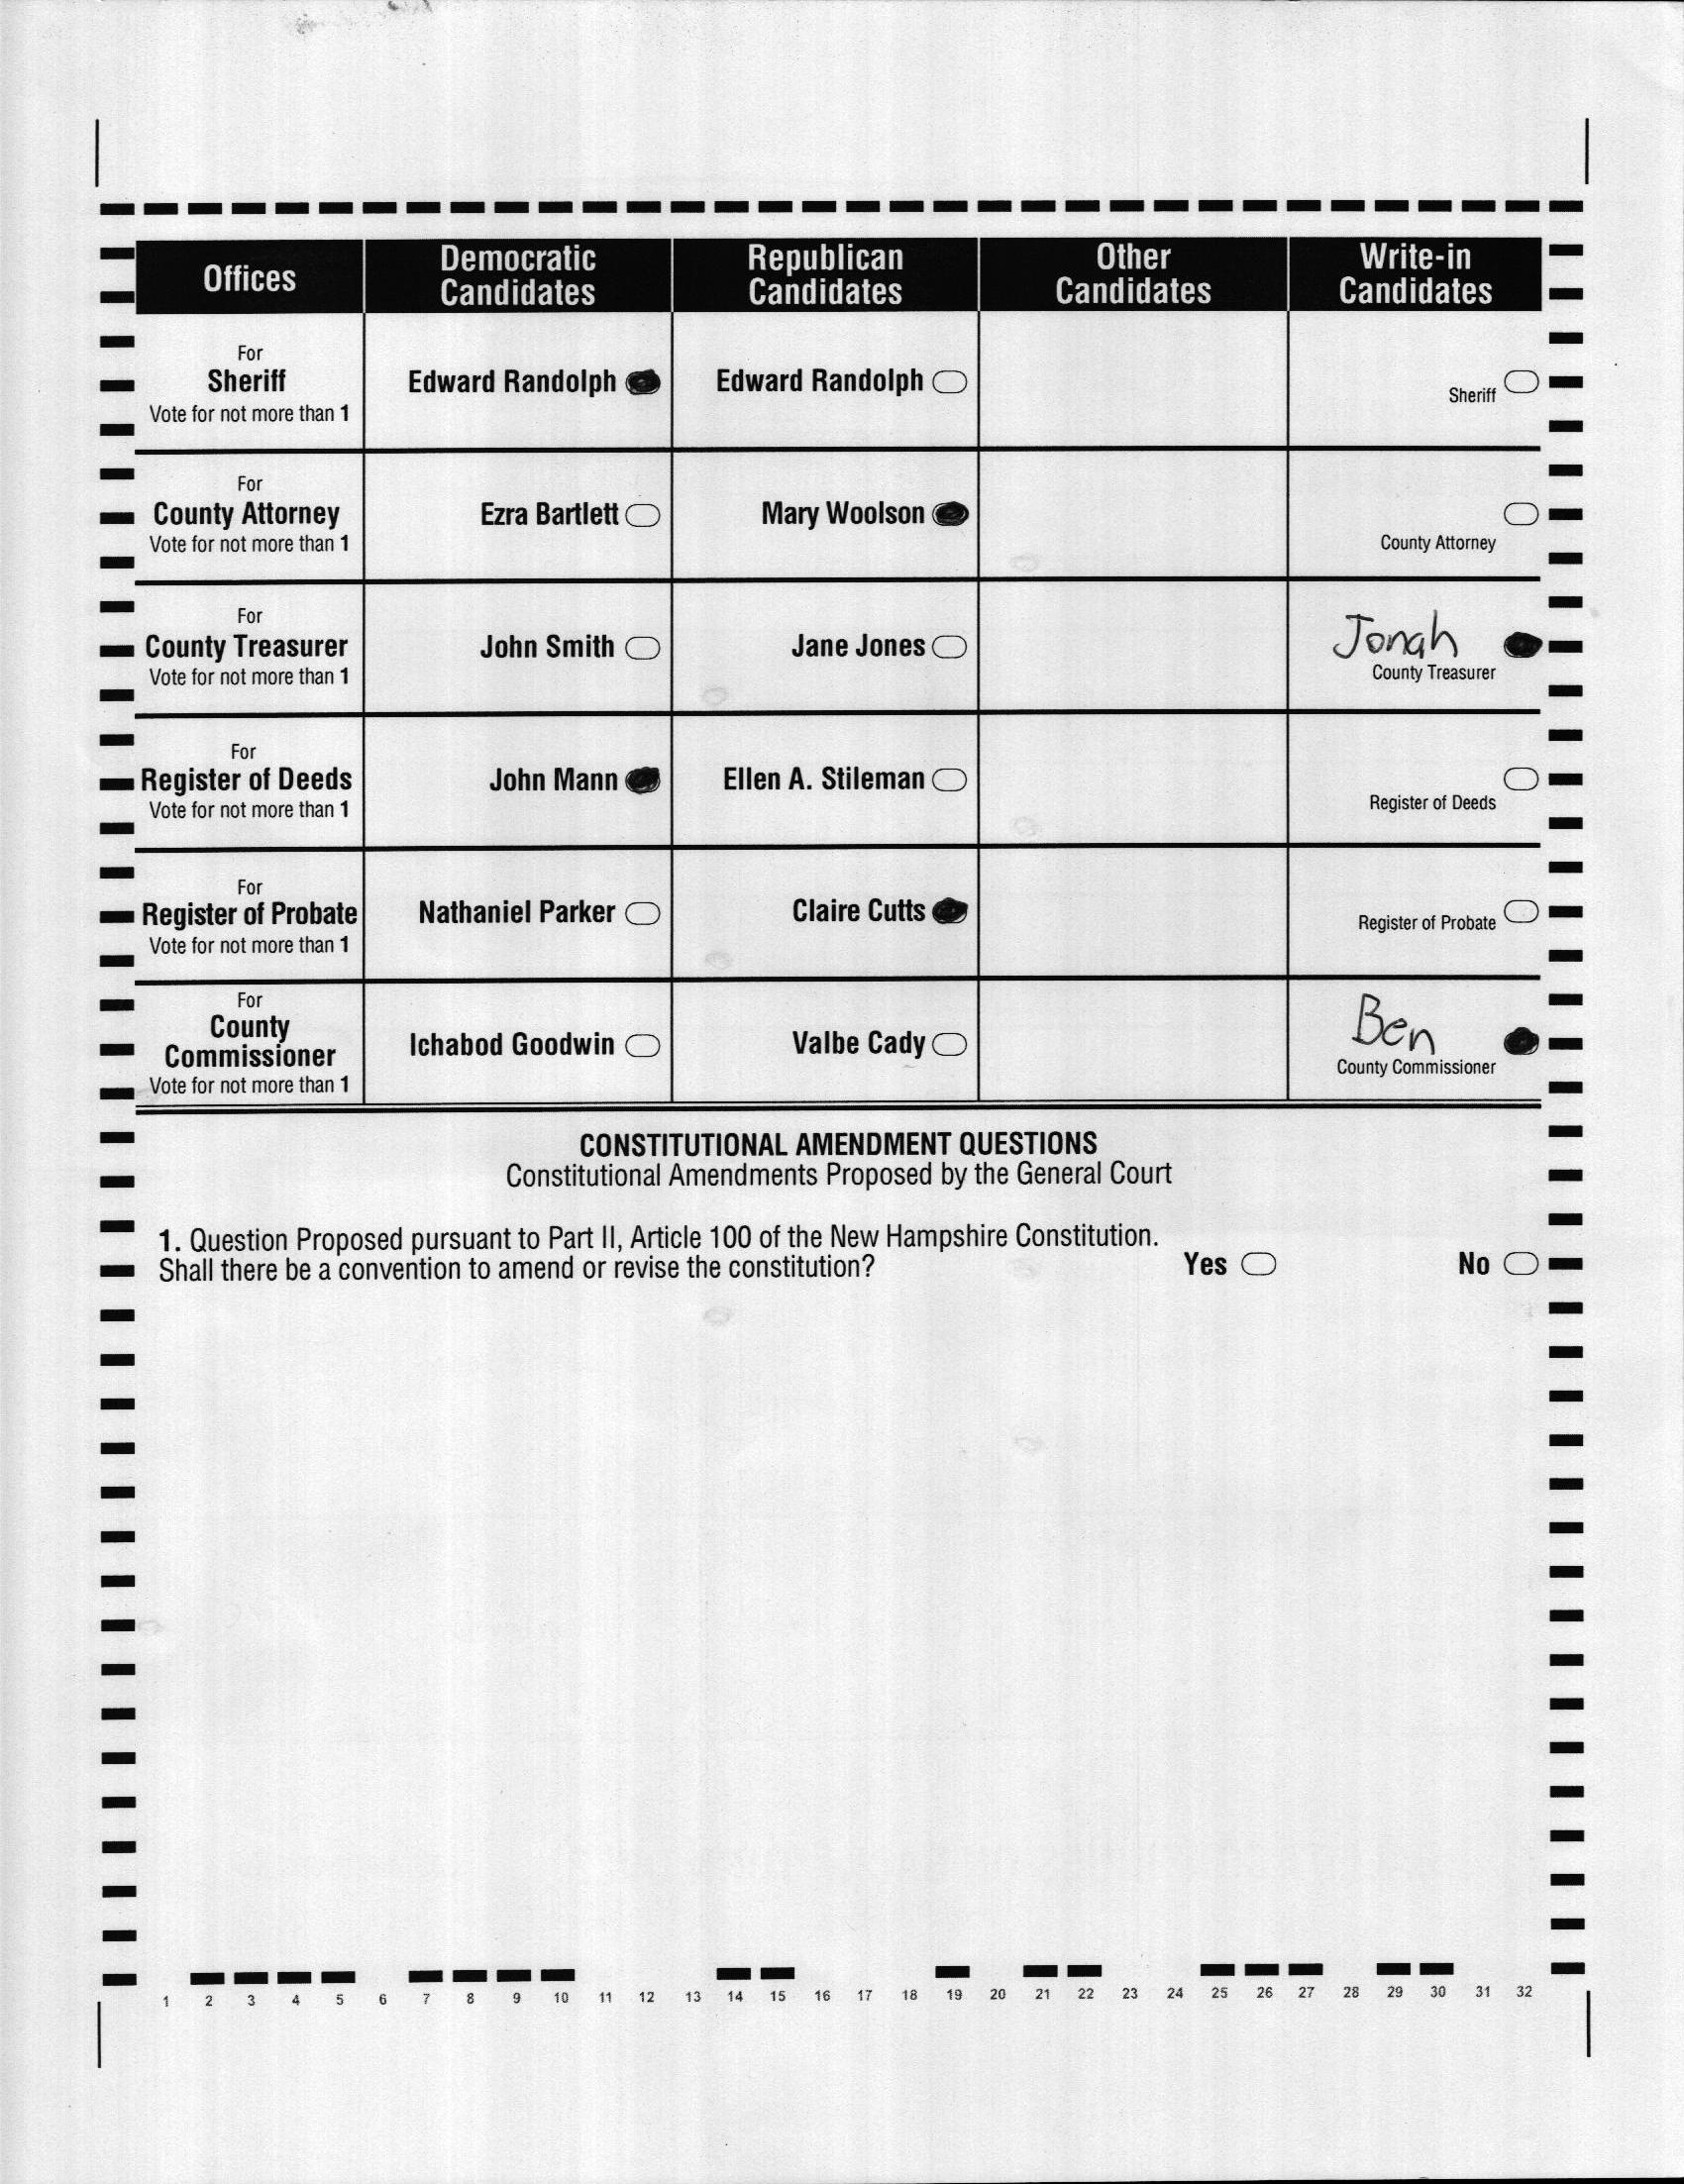 Offices
Democratic
Candidates
Republican
Candidates
Other
Candidates
Write-in
Candidates
For
Sheriff
Vote for not more than 1
Edward Randolph
Edward Randolph
Sheriff
For
County Attorney
Vote for not more than 1
Ezra Bartlett
Mary Woolson
County Attorney
For
County Treasurer
Vote for not more than 1
John Smith
Jane Jones
Jonah
County Treasurer
For
Register of Deeds
Vote for not more than 1
John Mann
Ellen A. Stileman
Register of Deeds
For
Register of Probate
Vote for not more than 1
Nathaniel Parker
Claire Cutts
Register of Probate
For
County
Commissioner
Vote for not more than 1
Ichabod Goodwin
Valbe Cady
Ben
County Commissioner
CONSTITUTIONAL AMENDMENT QUESTIONS
Constitutional Amendments Proposed by the General Court
1. Question Proposed pursuant to Part II, Article 100 of the New Hampshire Constitution.
Shall there be a convention to amend or revise the constitution?
Yes
No
1 2 3 4 5 6 7 8 9 10 11 12 13 14 15 16 17 18 19 20 21 22 23 24 25 26 27 28 29 30 31 32